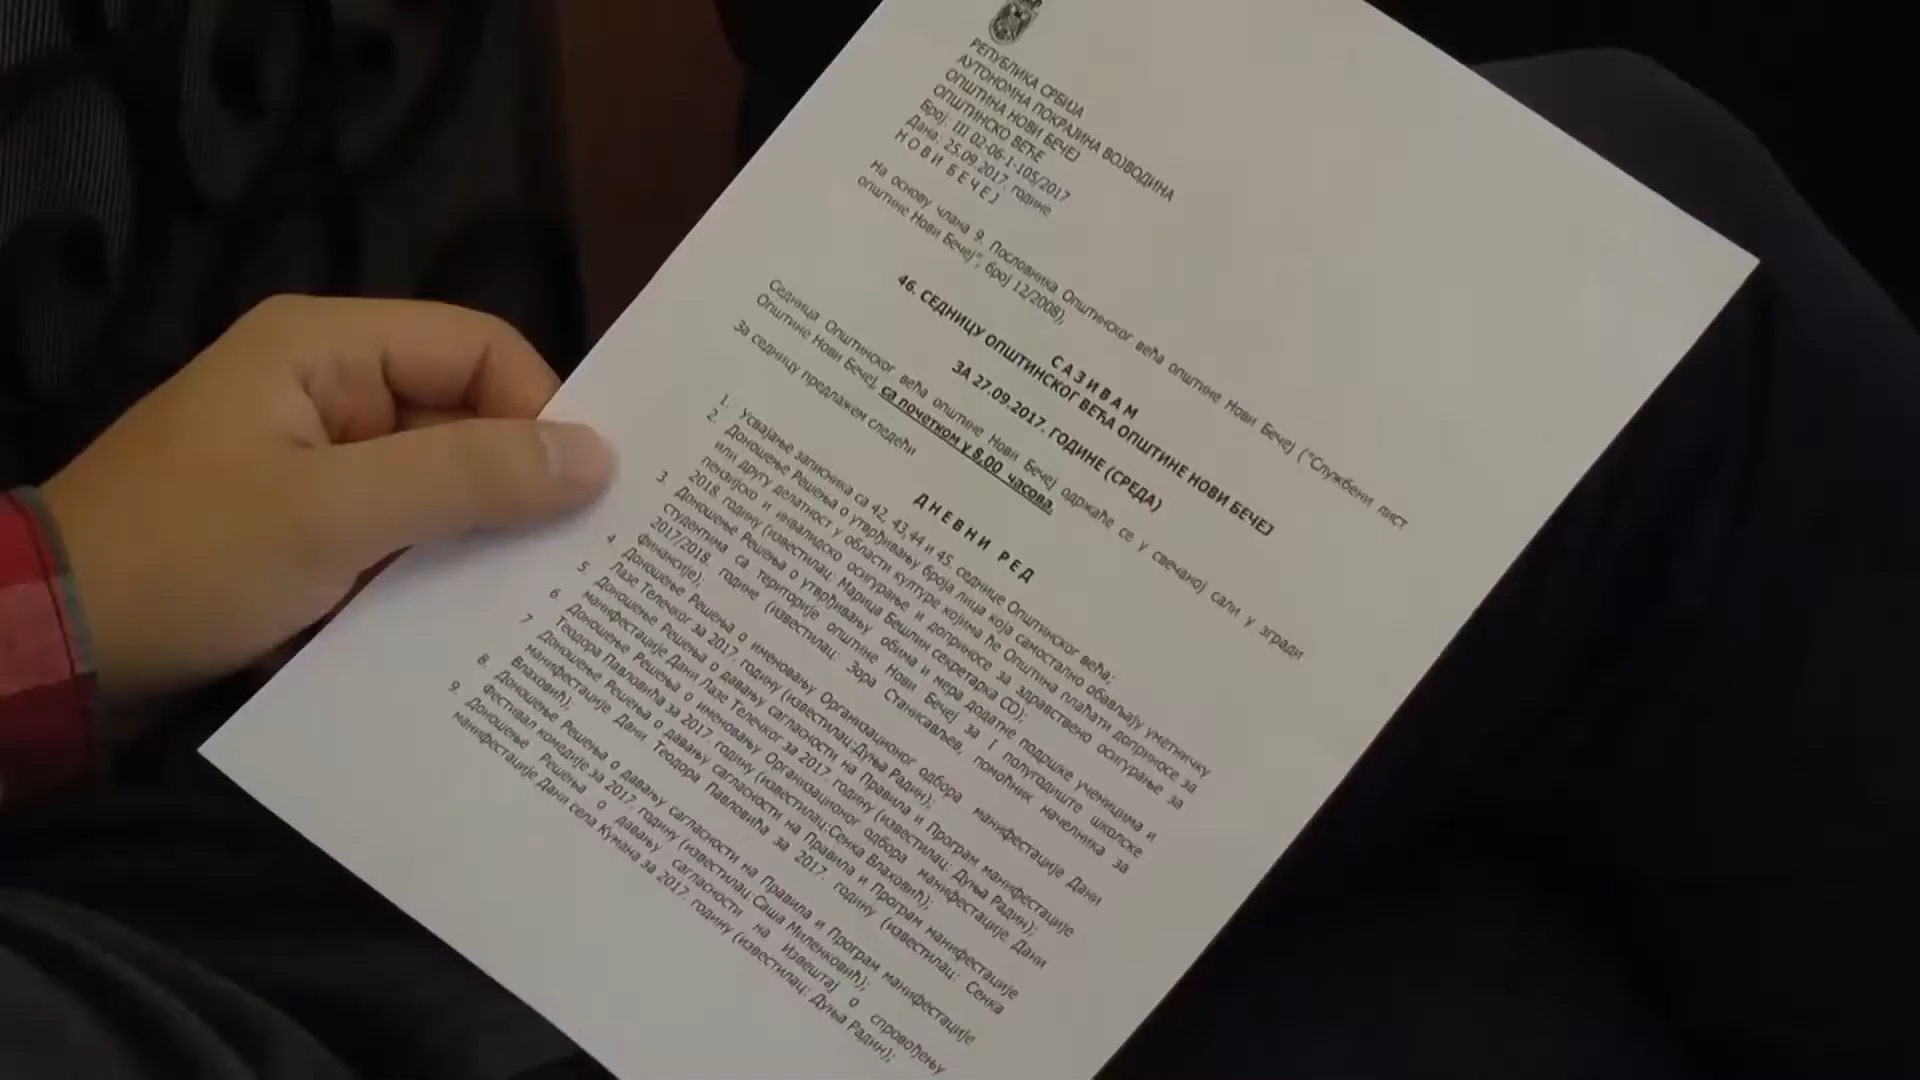 РЕПУБЛИКА СРБИЈА
АУТОНОМНА ПОКРАЈИНА ВОЈВОДИНА
ОПШТИНА НОВИ БЕЧЕЈ
ОПШТИНСКО ВЕЋЕ
Број: III 02-06-1-105/2017
Дана: 25.09.2017. године
Н О В И Б Е Ч Е Ј
На основу члана 9. Пословника Општинског већа општине Нови Бечеј ("Службени лист
општине Нови Бечеј", број 12/2008),
С А З И В А М
46. СЕДНИЦУ ОПШТИНСКОГ ВЕЋА ОПШТИНЕ НОВИ БЕЧЕЈ
ЗА 27.09.2017. ГОДИНЕ (СРЕДА)
Седница Општинског већа општине Нови Бечеј одржаће се у свечаној сали у згради
Општине Нови Бечеј, са почетком у 8,00 часова.
За седницу предлажем следећи
Д Н Е В Н И Р Е Д
1. Усвајање записника са 42, 43,44 и 45. седнице Општинског већа;
2. Доношење Решења о утврђивању броја лица која самостално обављају уметничку
или другу делатност у области културе којима ће Општина плаћати доприносе за
пензијско и инвалидско осигурање и доприносе за здравствено осигурање за
2018. годину (известилац: Марица Бешлин секретарка СО);
3. Доношење Решења о утврђивању обима и мера додатне подршке ученицима и
студентима са територије општине Нови Бечеј за I полугодиште школске
2017/2018. године (известилац: Зора Станисављев, помоћник начелника за
финансије);
4. Доношење Решења о именовању Организационог одбора манифестације Дани
Лазе Телечког за 2017. годину (известилац:Дуња Радин);
5. Доношење Решења о давању сагласности на Правила и Програм манифестације
манифестације Дани Лазе Телечког за 2017. годину (известилац: Дуња Радин);
6. Доношење Решења о именовању Организационог одбора манифестације Дани
Теодора Павловића за 2017. годину (известилац:Сенка Влаховић);
7. Доношење Решења о давању сагласности на Правила и Програм манифестације
манифестације Дани Теодора Павловића за 2017. годину (известилац: Сенка
Влаховић);
8. Доношење Решења о давању сагласности на Правила и Програм манифестације
Фестивал комедије за 2017. годину (известилац:Саша Миленковић);
9. Доношење Решења о давању сагласности на Извештај о спровођењу
манифестације Дани села Кумана за 2017. годину (известилац: Дуња Радин);